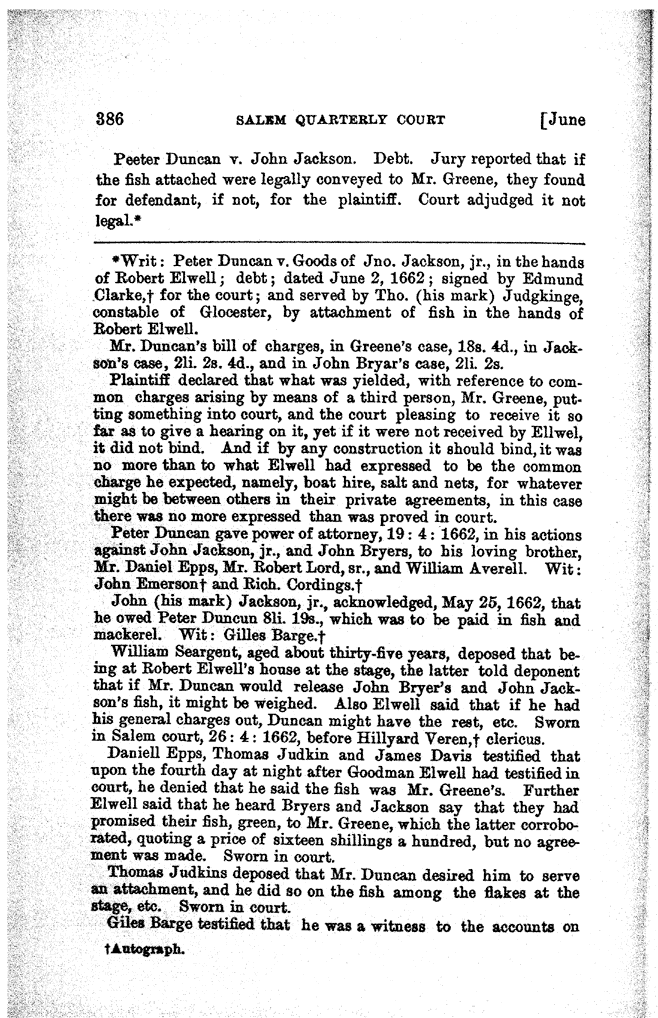 386 SALEM QUARTERLY COURT [June
Peeter Duncan v. John Jackson. Debt. Jury reported that if
the fish attached were legally conveyed to Mr. Greene, they found
for defendant, if not, for the plaintiff. Court adjudged it not
legal.*
*Writ: Peter Duncan v. Goods of Jno. Jackson, jr., in the hands
of Robert Elwell; debt; dated June 2, 1662; signed by Edmund
Clarke,† for the court; and served by Tho. (his mark) Judgkinge,
constable of Glocester, by attachment of fish in the hands of
Robert Elwell.
Mr. Duncan's bill of charges, in Greene's case, 18s. 4d., in Jack-
son's case, 2li. 2s. 4d., and in John Bryar's case, 2li. 2s.
Plaintiff declared that what was yielded, with reference to com-
mon charges arising by means of a third person, Mr. Greene, put-
ting something into court, and the court pleasing to receive it so
far as to give a hearing on it, yet if it were not received by Ellwel,
it did not bind. And if by any construction it should bind, it was
no more than to what Elwell had expressed to be the common
charge he expected, namely, boat hire, salt and nets, for whatever
might be between others in their private agreements, in this case
there was no more expressed than was proved in court.
Peter Duncan gave power of attorney, 19: 4: 1662, in his actions
against John Jackson, jr., and John Bryers, to his loving brother,
Mr. Daniel Epps, Mr. Robert Lord, sr., and William Averell. Wit:
John Emerson† and Rich. Cordings.†
John (his mark) Jackson, jr., acknowledged, May 25, 1662, that
he owed Peter Duncun 8li. 19s., which was to be paid in fish and
mackerel. Wit: Gilles Barge.†
William Seargent, aged about thirty-five years, deposed that be-
ing at Robert Elwell's house at the stage, the latter told deponent
that if Mr. Duncan would release John Bryer's and John Jack-
son's fish, it might be weighed. Also Elwell said that if he had
his general charges out, Duncan might have the rest, etc. Sworn
in Salem court, 26: 4: 1662, before Hillyard Veren,† clericus.
Daniell Epps, Thomas Judkin and James Davis testified that
upon the fourth day at night after Goodman Elwell had testified in
court, he denied that he said the fish was Mr. Greene's. Further
Elwell said that he heard Bryers and Jackson say that they had
promised their fish, green, to Mr. Greene, which the latter corrobo-
rated, quoting a price of sixteen shillings a hundred, but no agree-
ment was made. Sworn in court.
Thomas Judkins deposed that Mr. Duncan desired him to serve
an attachment, and he did so on the fish among the flakes at the
stage, etc. Sworn in court.
Giles Barge testified that he was a witness to the accounts on
†Autograph.